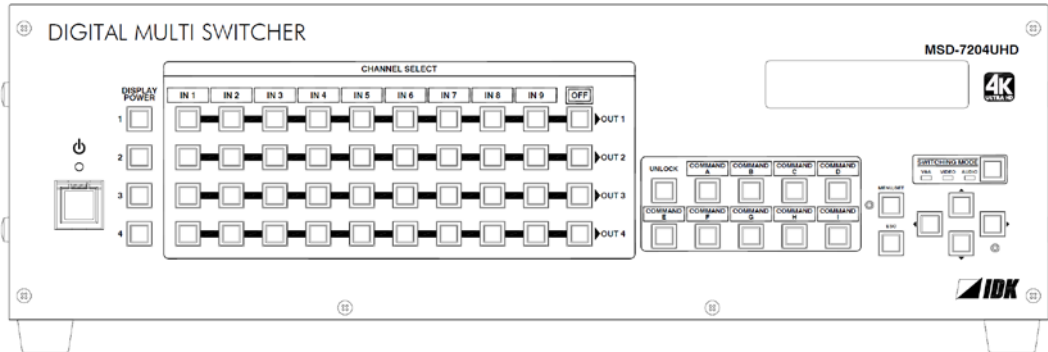 DIGITAL MULTI SWITCHER
MSD-7204UHD
4K
ULTRA HD
CHANNEL SELECT
DISPLAY
POWER
IN 1 IN 2 IN 3 IN 4 IN 5 IN 6 IN 7 IN 8 IN 9 OFF
1 OUT 1
2 OUT 2
3 OUT 3
4 OUT 4
UNLOCK
COMMAND
A
COMMAND
B
COMMAND
C
COMMAND
D
COMMAND
E
COMMAND
F
COMMAND
G
COMMAND
H
COMMAND
I
SWITCHING MODE
V&A VIDEO AUDIO
MENU/SET
ESC
IDK